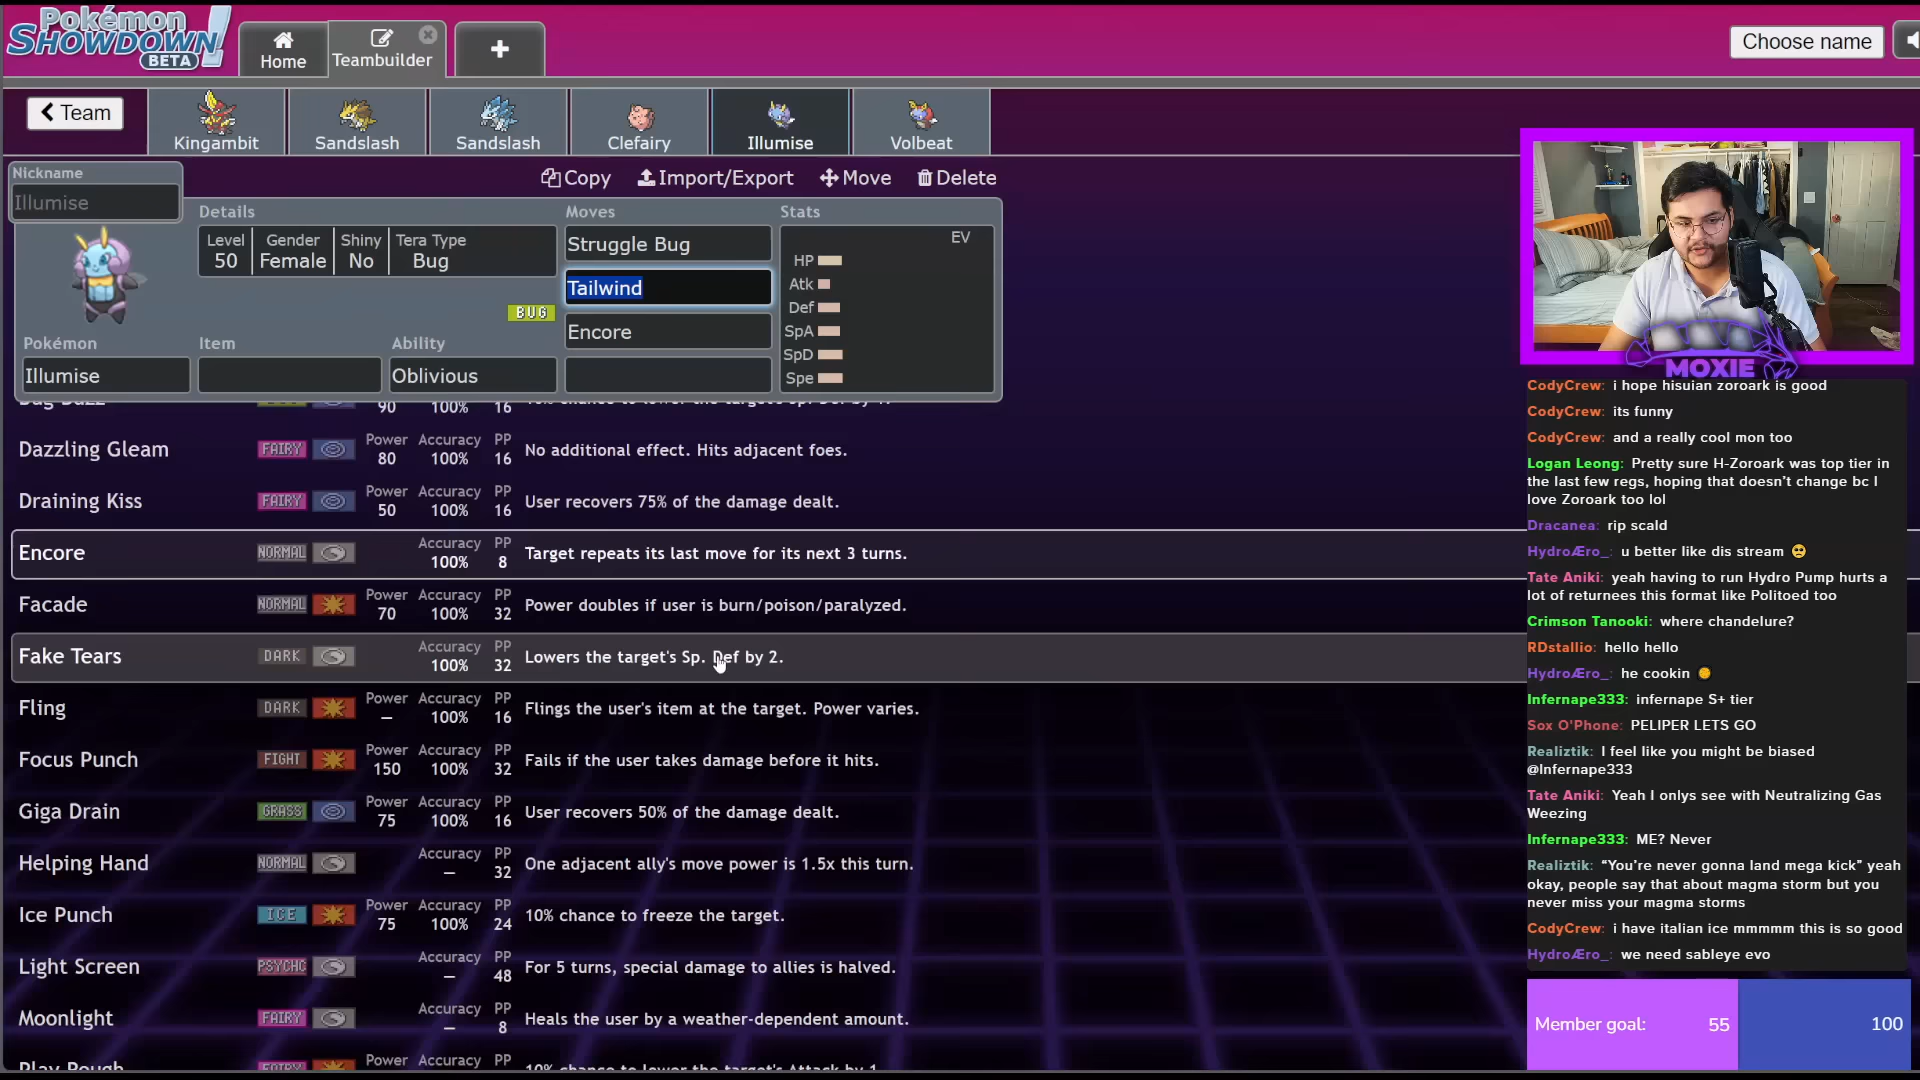 Pokémon
SHOWDOWN!
BETA
Home
Teambuilder
Choose name
Team
Kingambit
Sandslash
Sandslash
Clefairy
Illumise
Volbeat
Nickname
Illumise
Copy
Import/Export
Move
Delete
Details
Moves
Stats
Level
50
Gender
Female
Shiny
No
Tera Type
Bug
BUG
Struggle Bug
Tailwind
Encore
EV
HP
Atk
Def
SpA
SpD
Spe
Pokémon
Illumise
Item
Ability
Oblivious
90 100% 16
Dazzling Gleam FAIRY Power 80 Accuracy 100% PP 16 No additional effect. Hits adjacent foes.
Draining Kiss FAIRY Power 50 Accuracy 100% PP 16 User recovers 75% of the damage dealt.
Encore NORMAL Accuracy 100% PP 8 Target repeats its last move for its next 3 turns.
Facade NORMAL Power 70 Accuracy 100% PP 32 Power doubles if user is burn/poison/paralyzed.
Fake Tears DARK Accuracy 100% PP 32 Lowers the target's Sp. Def by 2.
Fling DARK Power — Accuracy 100% PP 16 Flings the user's item at the target. Power varies.
Focus Punch FIGHT Power 150 Accuracy 100% PP 32 Fails if the user takes damage before it hits.
Giga Drain GRASS Power 75 Accuracy 100% PP 16 User recovers 50% of the damage dealt.
Helping Hand NORMAL Accuracy — PP 32 One adjacent ally's move power is 1.5x this turn.
Ice Punch ICE Power 75 Accuracy 100% PP 24 10% chance to freeze the target.
Light Screen PSYCHC Accuracy — PP 48 For 5 turns, special damage to allies is halved.
Moonlight FAIRY Accuracy — PP 8 Heals the user by a weather-dependent amount.
Play Rough FAIRY Power Accuracy PP 10% chance to lower the target's Attack by 1.
MOXIE
CodyCrew: i hope hisuian zoroark is good
CodyCrew: its funny
CodyCrew: and a really cool mon too
Logan Leong: Pretty sure H-Zoroark was top tier in
the last few regs, hoping that doesn't change bc I
love Zoroark too lol
Dracanea: rip scald
HydroÆro_: u better like dis stream 🥺
Tate Aniki: yeah having to run Hydro Pump hurts a
lot of returnees this format like Politoed too
Crimson Tanooki: where chandelure?
RDstallio: hello hello
HydroÆro_: he cookin
Infernape333: infernape S+ tier
Sox O'Phone: PELIPER LETS GO
Realiztik: I feel like you might be biased
@Infernape333
Tate Aniki: Yeah I onlys see with Neutralizing Gas
Weezing
Infernape333: ME? Never
Realiztik: “You're never gonna land mega kick” yeah
okay, people say that about magma storm but you
never miss your magma storms
CodyCrew: i have italian ice mmmmm this is so good
HydroÆro_: we need sableye evo
Member goal: 55 100